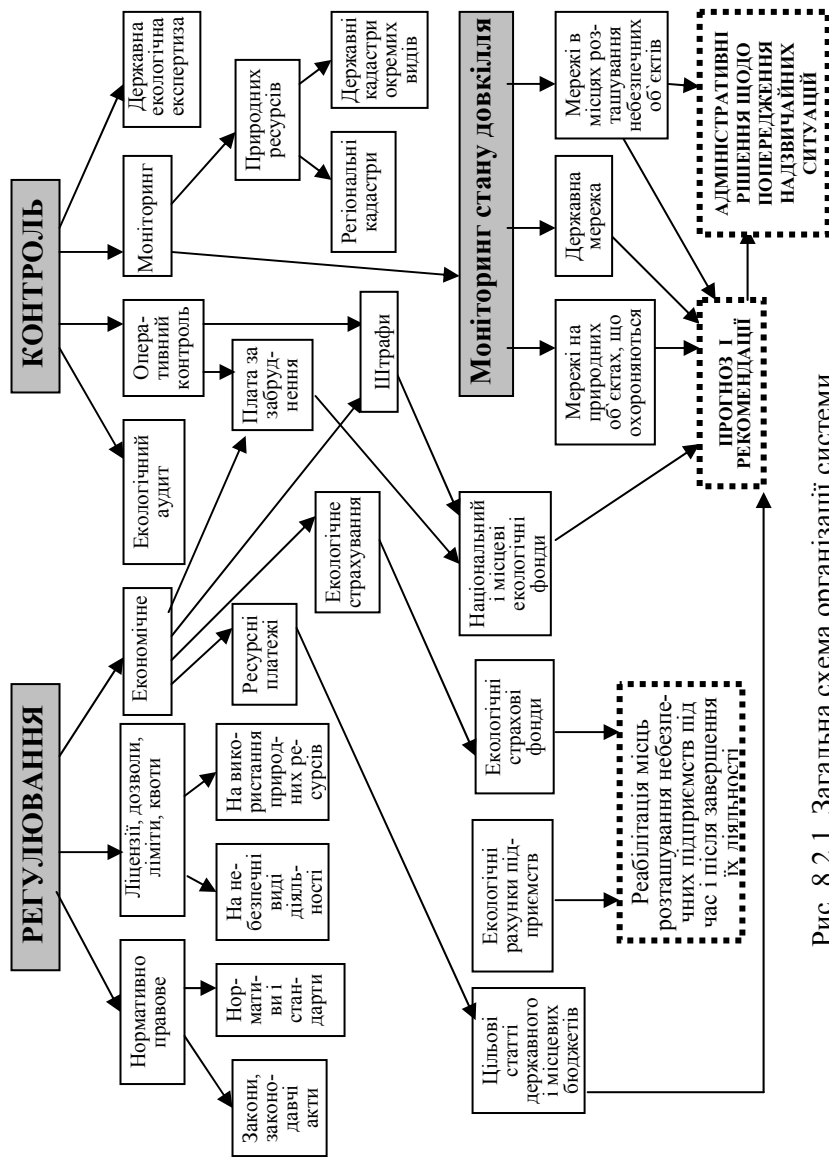 РЕГУЛЮВАННЯ
КОНТРОЛЬ
Нормативно
правове
Ліцензії, дозволи,
ліміти, квоти
Економічне
Екологічний
аудит
Опера-
тивний
контроль
Моніторинг
Державна
екологічна
експертиза
Закони,
законо-
давчі
акти
Нор-
мати-
ви і
стан-
дарти
На не-
безпечні
виді
діяль-
ності
На вико-
ристання
природ-
них ре-
сурсів
Ресурсні
платежі
Плата за
забруд-
нення
Природних
ресурсів
Екологічне
страхування
Штрафи
Регіональні
кадастри
Державні
кадастри
окремих
видів
Моніторинг стану довкілля
Цільові
статті
державного
і місцевих
бюджетів
Екологічні
рахунки під-
приємств
Екологічні
страхові
фонди
Національний
і місцеві
екологічні
фонди
Мережі на
природних
об`єктах, що
охороняються
Державна
мережа
Мережі в
місцях роз-
ташування
небезпечних
об`єктів
Реабілітація місць
розташування небезпе-
чних підприємств під
час і після завершення
їх діяльності
ПРОГНОЗ І
РЕКОМЕНДАЦІЇ
АДМІНІСТРАТИВНІ
РІШЕННЯ ЩОДО
ПОПЕРЕДЖЕННЯ
НАДЗВИЧАЙНИХ
СИТУАЦІЙ
Рис. 8.2.1. Загальна схема організації системи